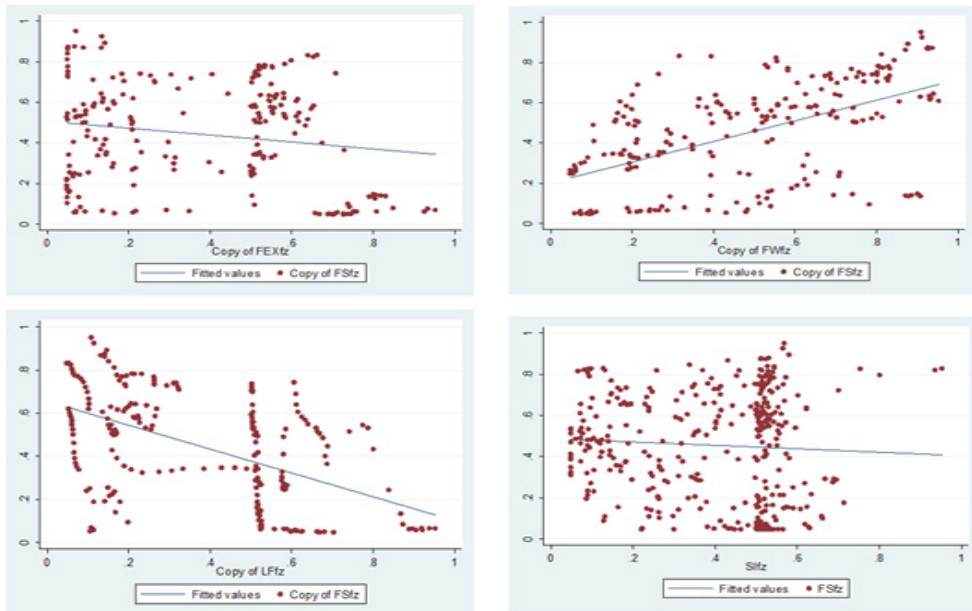 1
.8
.6
.4
.2
0
0 .2 .4 .6 .8 1
Copy of FEXfz
Fitted values Copy of FSfz
1
.8
.6
.4
.2
0
0 .2 .4 .6 .8 1
Copy of FWfz
Fitted values Copy of FSfz
1
.8
.6
.4
.2
0
0 .2 .4 .6 .8 1
Copy of LFfz
Fitted values Copy of FSfz
1
.8
.6
.4
.2
0
0 .2 .4 .6 .8 1
SIfz
Fitted values FSfz